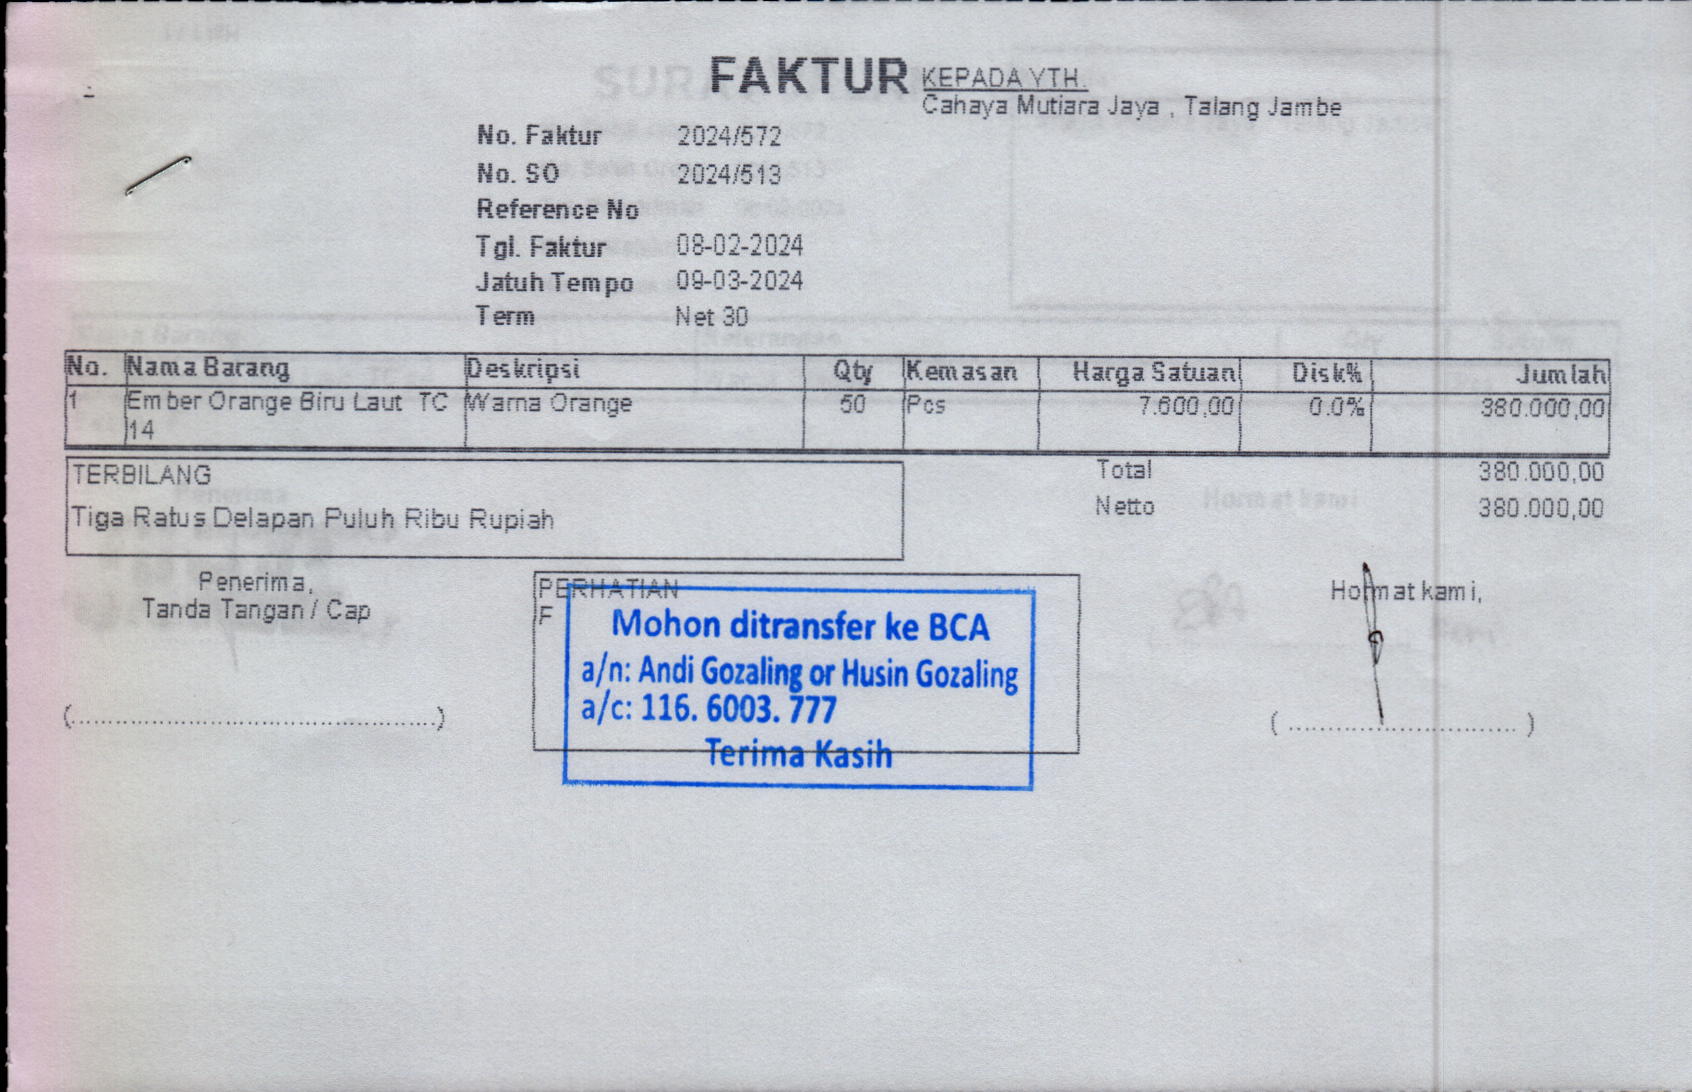 FAKTUR
KEPADA YTH.
Cahaya Mutiara Jaya , Talang Jambe
No. Faktur 2024/572
No. SO 2024/513
Reference No
Tgl. Faktur 08-02-2024
Jatuh Tempo 09-03-2024
Term Net 30
No. Nama Barang Deskripsi Qty Kemasan Harga Satuan Disk% Jumlah
1 Ember Orange Biru Laut TC Warna Orange 50 Pcs 7.600,00 0.0% 380.000,00
14
TERBILANG
Tiga Ratus Delapan Puluh Ribu Rupiah
Total 380.000,00
Netto 380.000,00
Penerima,
Tanda Tangan / Cap
PERHATIAN
F
Mohon ditransfer ke BCA
a/n: Andi Gozaling or Husin Gozaling
a/c: 116. 6003. 777
Terima Kasih
Hormat kami,
(..........................................)
(............................)